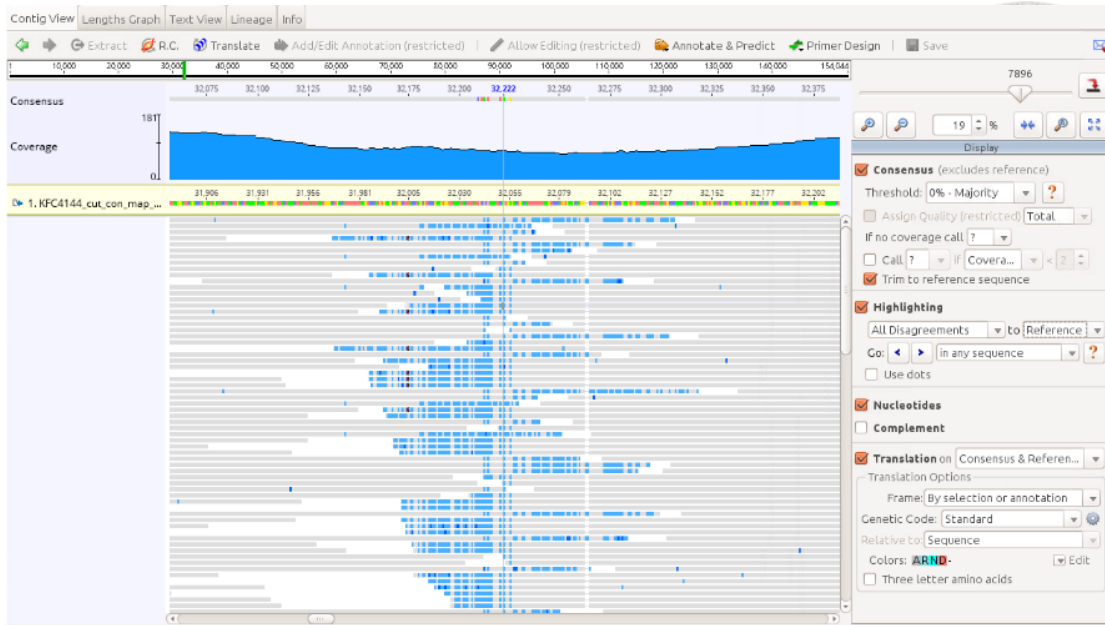 Contig View Lengths Graph Text View Lineage Info
Extract R.C. Translate Add/Edit Annotation (restricted) Allow Editing (restricted) Annotate & Predict Primer Design Save
1 10,000 20,000 30,000 40,000 50,000 60,000 70,000 80,000 90,000 100,000 110,000 120,000 130,000 140,000 154,044
32,075 32,100 32,125 32,150 32,175 32,200 32,222 32,250 32,275 32,300 32,325 32,350 32,375
Consensus
181
Coverage
0
31,906 31,931 31,956 31,981 32,005 32,030 32,055 32,079 32,102 32,127 32,152 32,177 32,202
1. KFC4144_cut_con_map_...
7896
19 %
Display
Consensus (excludes reference)
Threshold: 0% - Majority ?
Assign Quality (restricted) Total
If no coverage call ?
Call ? if Covera... < 2
Trim to reference sequence
Highlighting
All Disagreements to Reference
Go: < > in any sequence ?
Use dots
Nucleotides
Complement
Translation on Consensus & Referen...
Translation Options
Frame: By selection or annotation
Genetic Code: Standard
Relative to: Sequence
Colors: ARND- Edit
Three letter amino acids